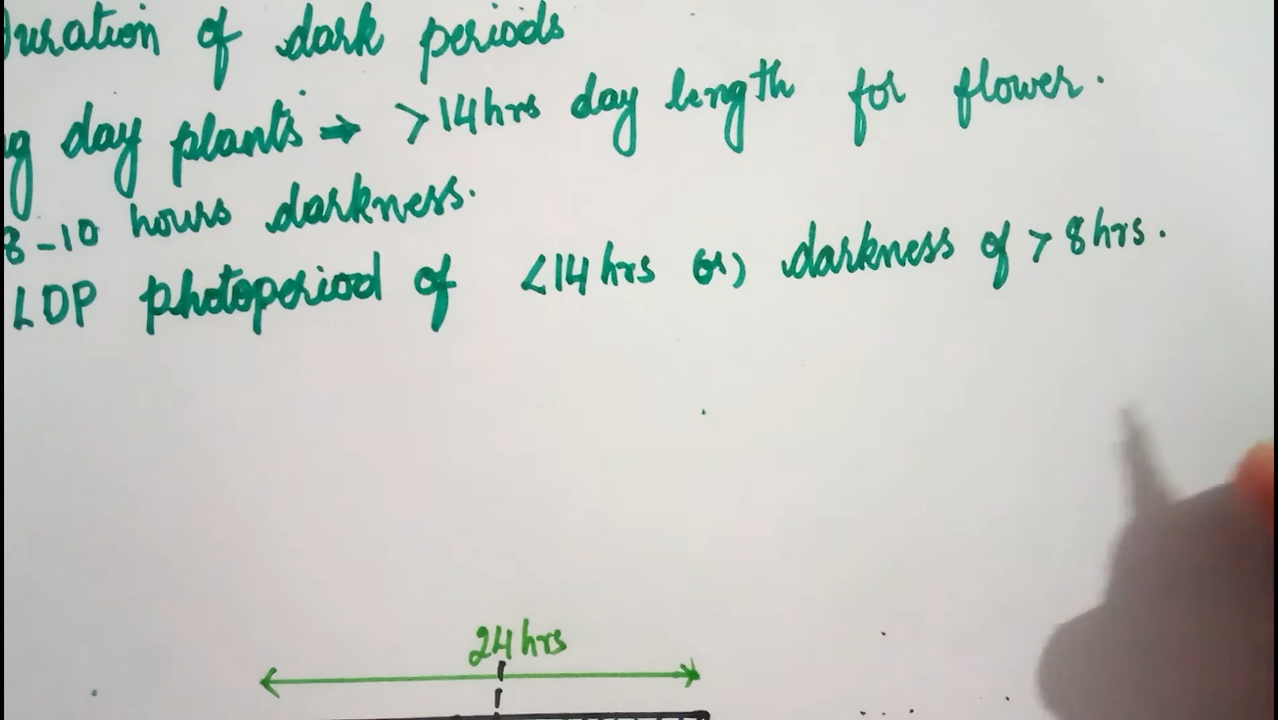 uration of dark periods
g day plants → >14hrs day length for flower.
8-10 hours darkness.
LDP photoperiod of <14hrs (or) darkness of >8hrs.
24hrs